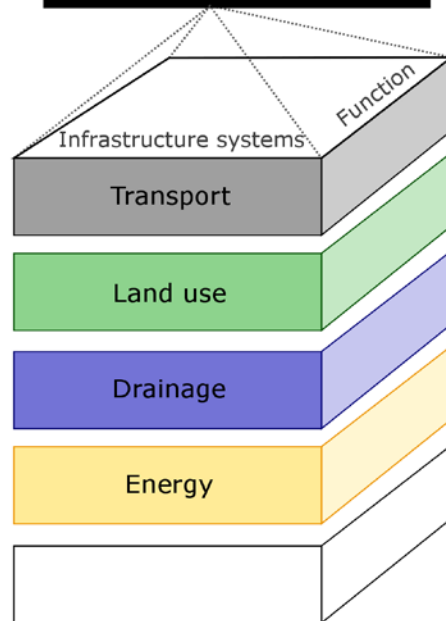 Function
Infrastructure systems
Transport
Land use
Drainage
Energy